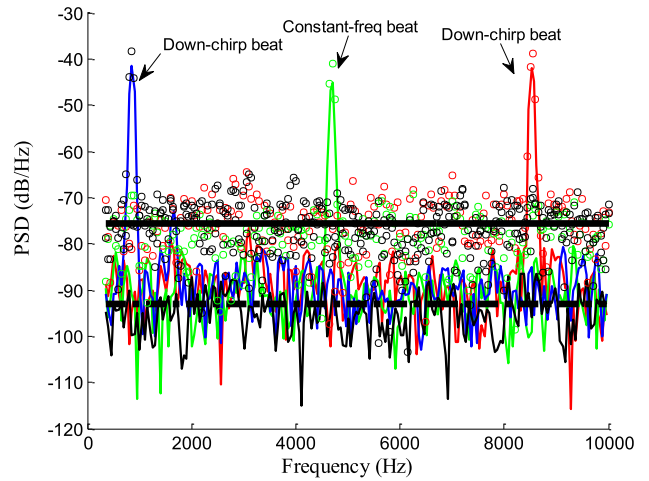 Down-chirp beat
Constant-freq beat
Down-chirp beat
PSD (dB/Hz)
-30
-40
-50
-60
-70
-80
-90
-100
-110
-120
0 2000 4000 6000 8000 10000
Frequency (Hz)